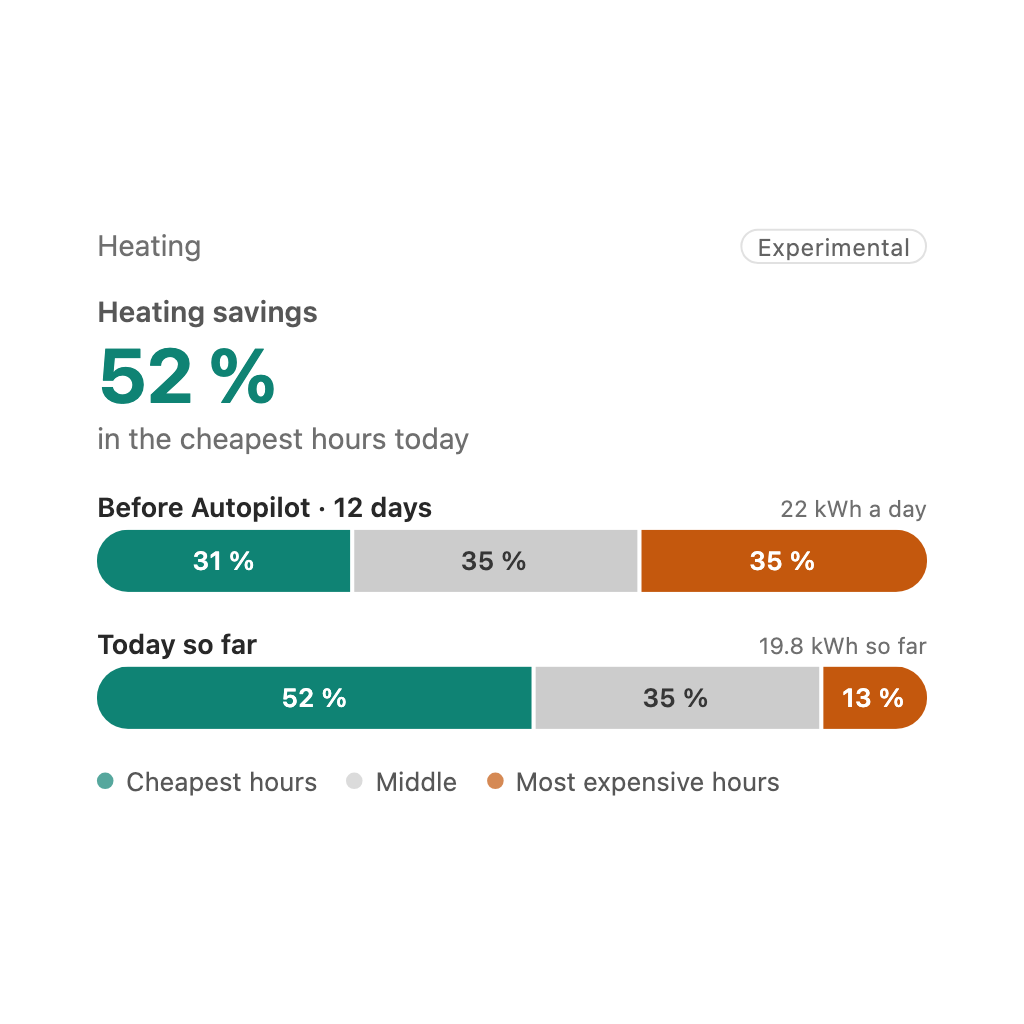 Heating
Experimental
Heating savings
52 %
in the cheapest hours today
Before Autopilot · 12 days
22 kWh a day
31 %
35 %
35 %
Today so far
19.8 kWh so far
52 %
35 %
13 %
Cheapest hours
Middle
Most expensive hours